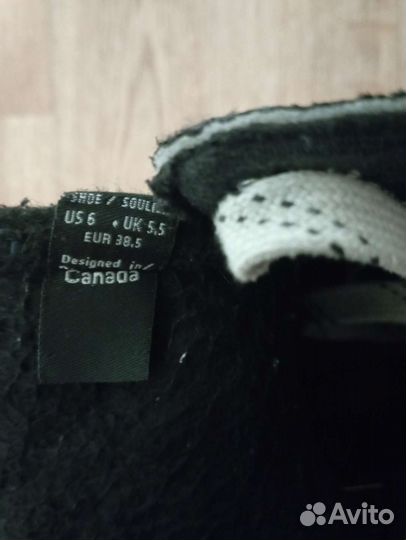 SHOE / SOULI
US 6 ♦ UK 5.5
EUR 38.5
Designed in/
Canada
Avito